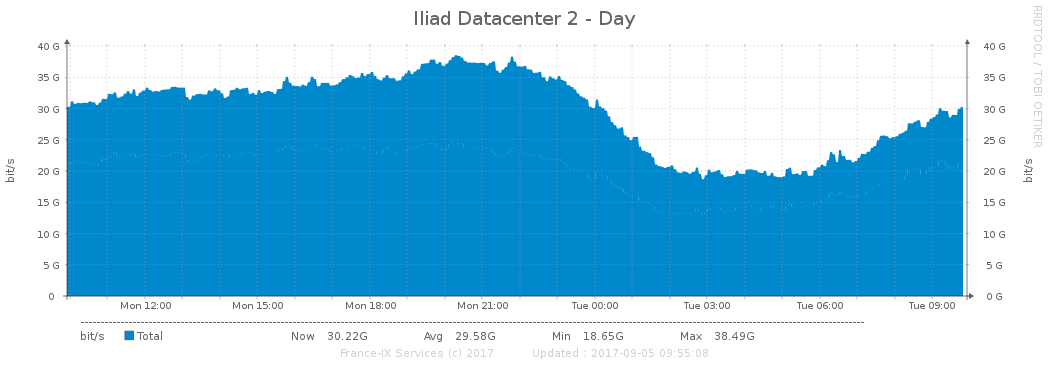 Iliad Datacenter 2 - Day
RRDTOOL / TOBI OETIKER
40 G 40 G
35 G 35 G
30 G 30 G
25 G 25 G
20 G 20 G
15 G 15 G
10 G 10 G
5 G 5 G
0 0 G
bit/s bit/s
Mon 12:00 Mon 15:00 Mon 18:00 Mon 21:00 Tue 00:00 Tue 03:00 Tue 06:00 Tue 09:00
bit/s Total Now 30.22G Avg 29.58G Min 18.65G Max 38.49G
France-IX Services (c) 2017 Updated : 2017-09-05 09:55:08